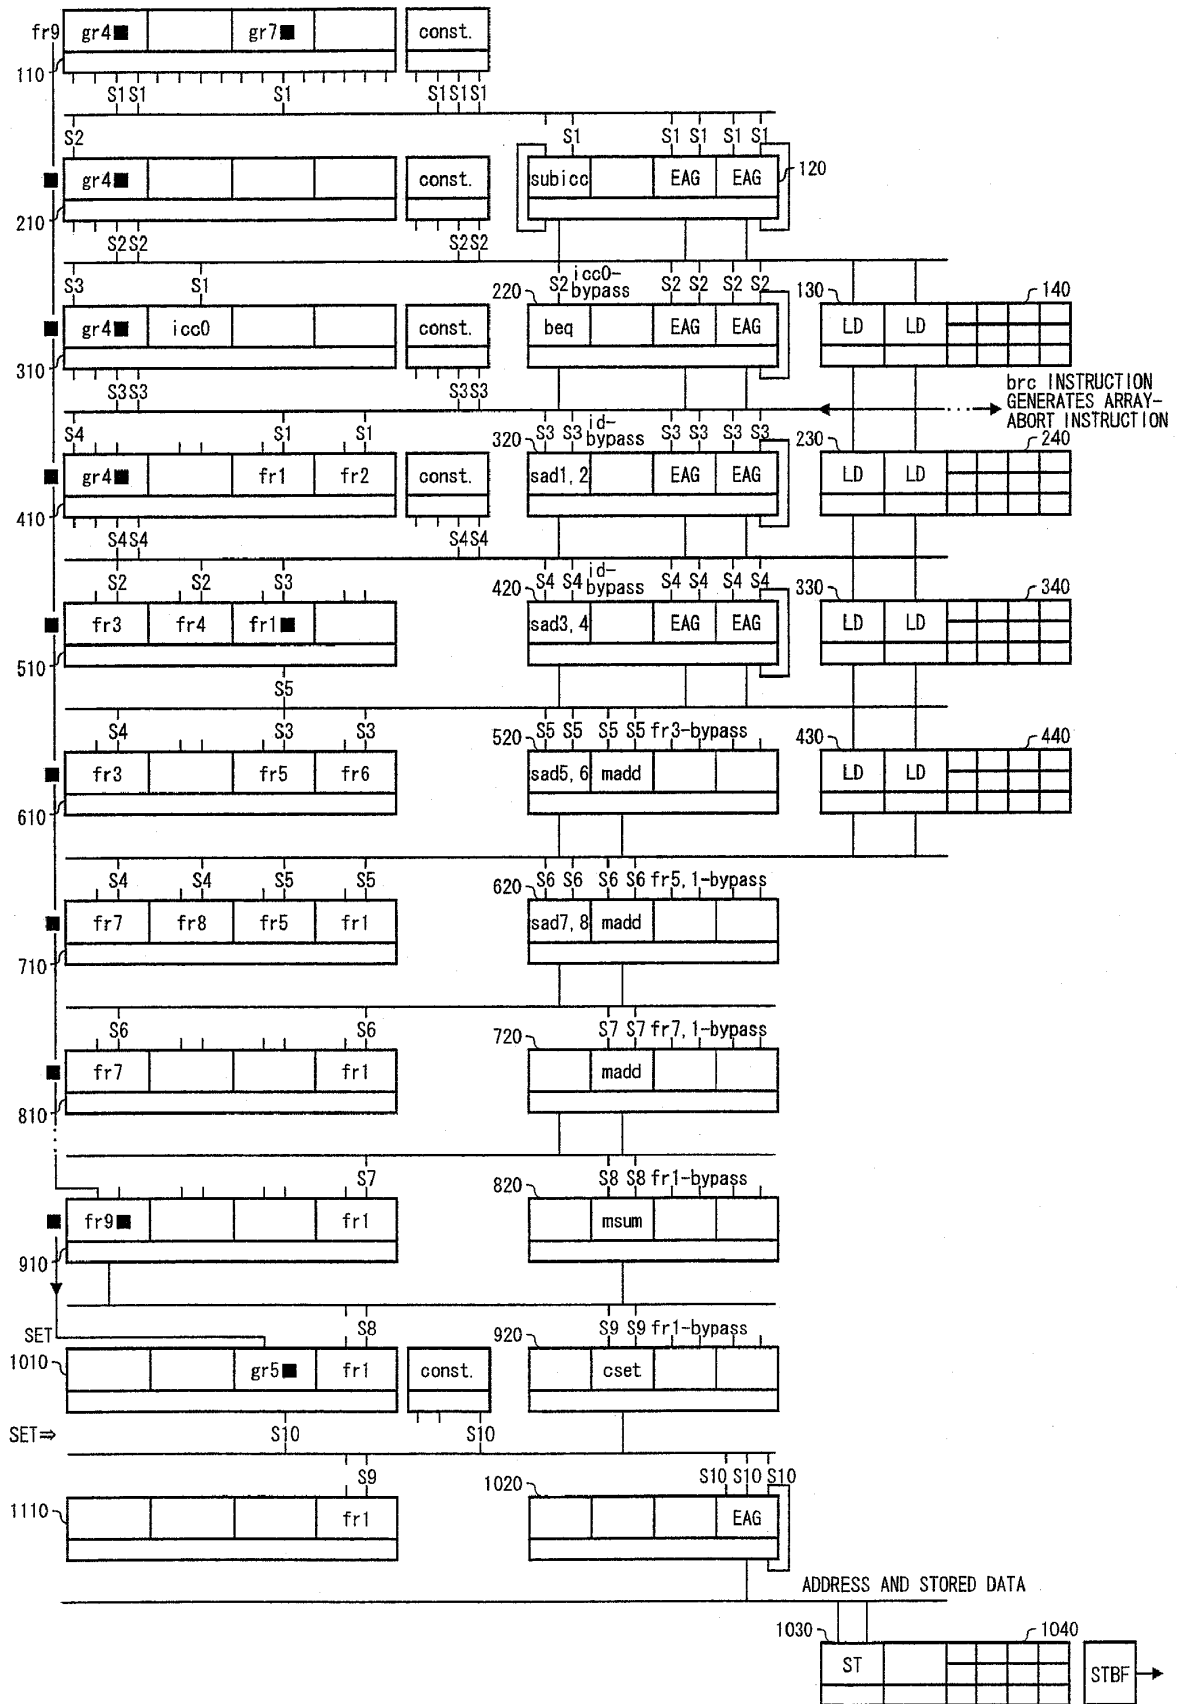 fr9 gr4■ gr7■ const.
110
S1 S1 S1 S1 S1 S1
S2 S1 S1 S1 S1 S1
■ gr4■ const. subicc EAG EAG 120
210
S2 S2 S2 S2
S3 S1 S2 icc0-bypass S2 S2 S2 S2
220 130 140
■ gr4■ icc0 const. beq EAG EAG LD LD
310
S3 S3 S3 S3
brc INSTRUCTION
GENERATES ARRAY-
ABORT INSTRUCTION
S4 S1 S1 S3 S3 id-bypass S3 S3 S3 S3
320 230 240
■ gr4■ fr1 fr2 const. sad1, 2 EAG EAG LD LD
410
S4 S4 S4 S4
S2 S2 S3 S4 S4 id-bypass S4 S4 S4 S4
420 330 340
■ fr3 fr4 fr1■ sad3, 4 EAG EAG LD LD
510
S5
S4 S3 S3 S5 S5 S5 S5 fr3-bypass
520 430 440
■ fr3 fr5 fr6 sad5, 6 madd LD LD
610
S4 S4 S5 S5 S6 S6 S6 S6 fr5, 1-bypass
620
■ fr7 fr8 fr5 fr1 sad7, 8 madd
710
S6 S6 S7 S7 fr7, 1-bypass
720
■ fr7 fr1 madd
810
S7 S8 S8 fr1-bypass
820
■ fr9■ fr1 msum
910
SET S8 S9 S9 fr1-bypass
920
1010 gr5■ fr1 const. cset
SET⇒ S10 S10
S9 S10 S10 S10
1020
1110 fr1 EAG
ADDRESS AND STORED DATA
1030 1040
ST STBF